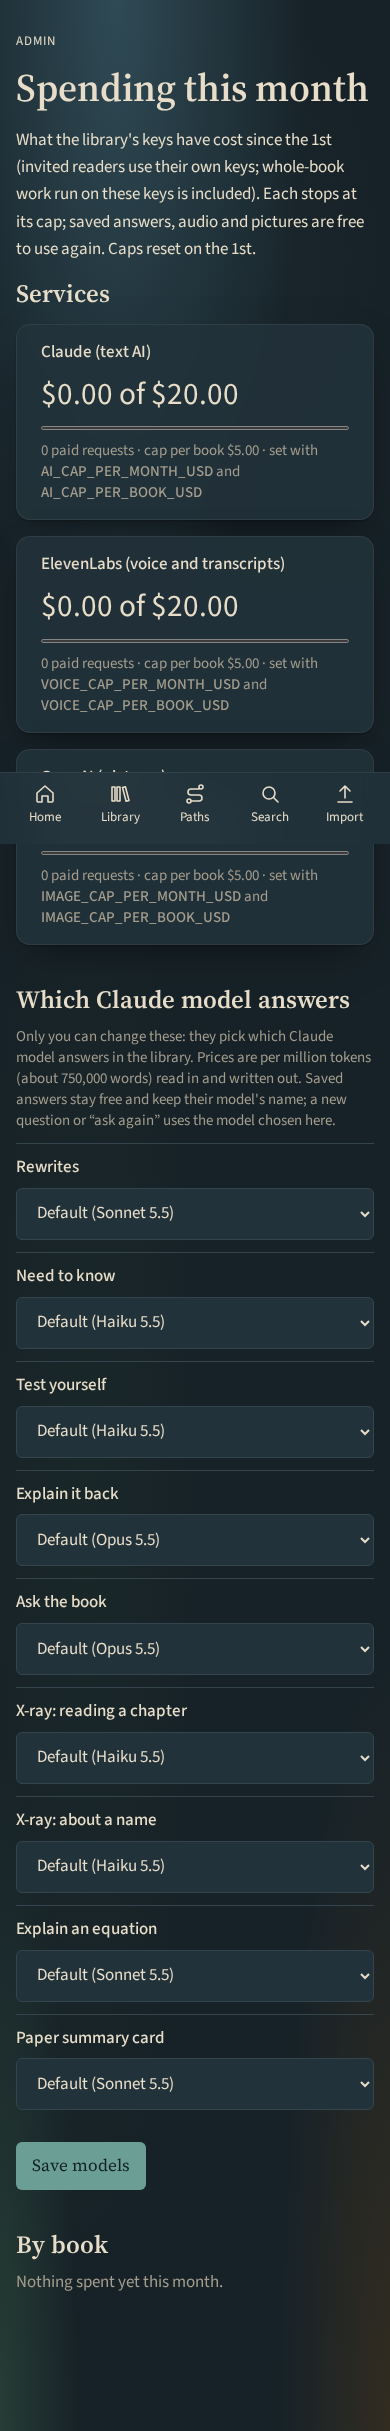 ADMIN
Spending this month
What the library's keys have cost since the 1st
(invited readers use their own keys; whole-book
work run on these keys is included). Each stops at
its cap; saved answers, audio and pictures are free
to use again. Caps reset on the 1st.
Services
Claude (text AI)
$0.00 of $20.00
0 paid requests · cap per book $5.00 · set with
AI_CAP_PER_MONTH_USD and
AI_CAP_PER_BOOK_USD
ElevenLabs (voice and transcripts)
$0.00 of $20.00
0 paid requests · cap per book $5.00 · set with
VOICE_CAP_PER_MONTH_USD and
VOICE_CAP_PER_BOOK_USD
Home
Library
Paths
Search
Import
0 paid requests · cap per book $5.00 · set with
IMAGE_CAP_PER_MONTH_USD and
IMAGE_CAP_PER_BOOK_USD
Which Claude model answers
Only you can change these: they pick which Claude
model answers in the library. Prices are per million tokens
(about 750,000 words) read in and written out. Saved
answers stay free and keep their model's name; a new
question or “ask again” uses the model chosen here.
Rewrites
Default (Sonnet 5.5)
Need to know
Default (Haiku 5.5)
Test yourself
Default (Haiku 5.5)
Explain it back
Default (Opus 5.5)
Ask the book
Default (Opus 5.5)
X-ray: reading a chapter
Default (Haiku 5.5)
X-ray: about a name
Default (Haiku 5.5)
Explain an equation
Default (Sonnet 5.5)
Paper summary card
Default (Sonnet 5.5)
Save models
By book
Nothing spent yet this month.